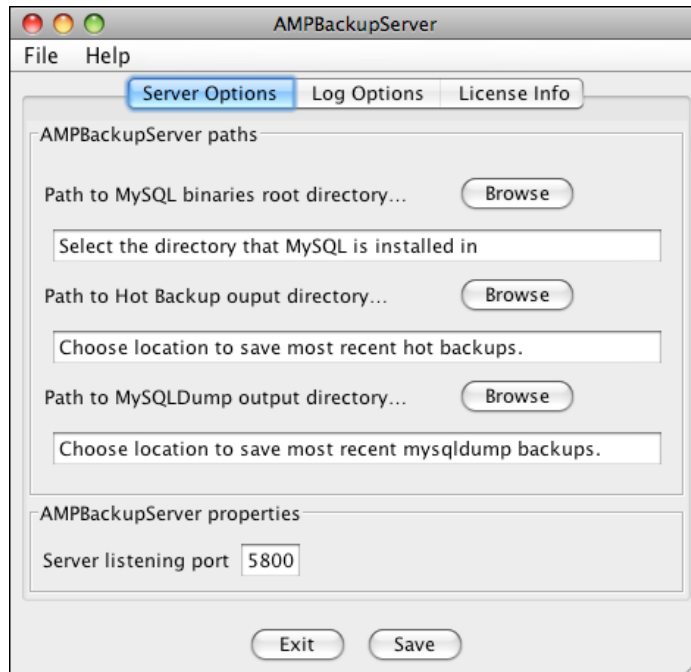 AMPBackupServer
File Help
Server Options Log Options License Info
AMPBackupServer paths
Path to MySQL binaries root directory... Browse
Select the directory that MySQL is installed in
Path to Hot Backup ouput directory... Browse
Choose location to save most recent hot backups.
Path to MySQLDump output directory... Browse
Choose location to save most recent mysqldump backups.
AMPBackupServer properties
Server listening port 5800
Exit Save